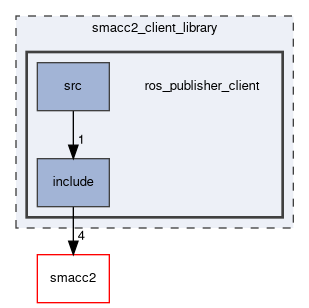 smacc2_client_library
src
ros_publisher_client
1
include
4
smacc2